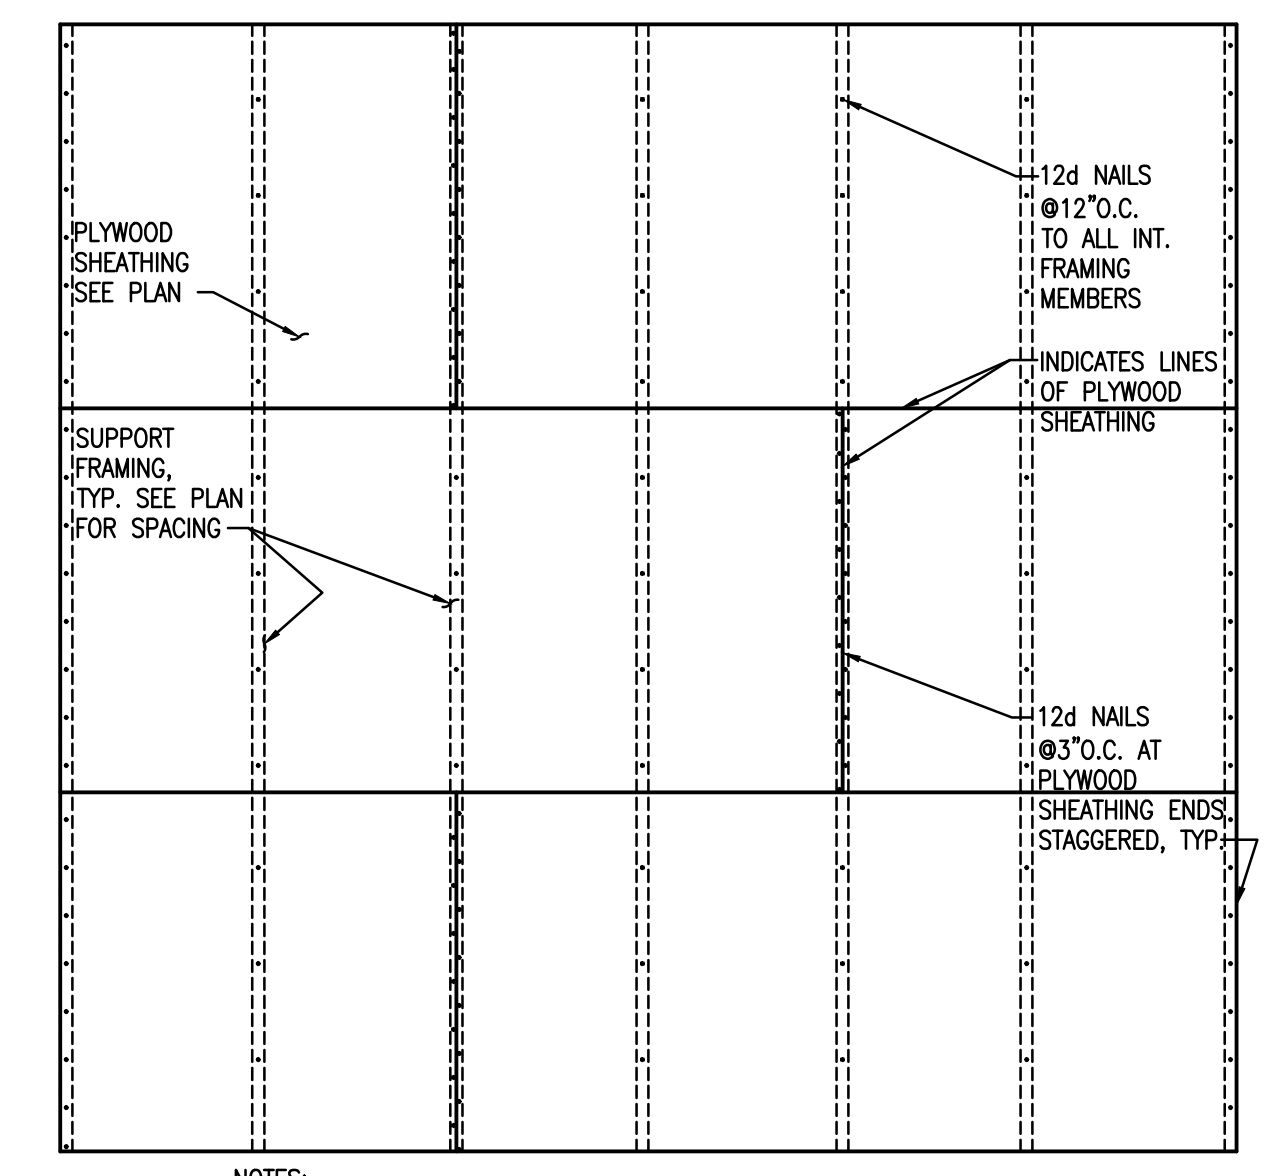 PLYWOOD
SHEATHING
SEE PLAN
12d NAILS
@12"O.C.
TO ALL INT.
FRAMING
MEMBERS
INDICATES LINES
OF PLYWOOD
SHEATHING
SUPPORT
FRAMING,
TYP. SEE PLAN
FOR SPACING
12d NAILS
@3"O.C. AT
PLYWOOD
SHEATHING ENDS
STAGGERED, TYP.
NOTES: